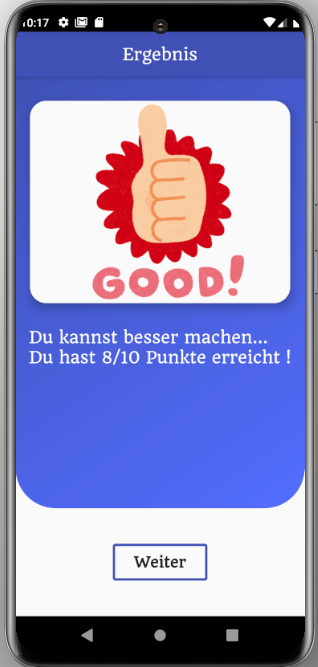 0:17
Ergebnis
GOOD!
Du kannst besser machen...
Du hast 8/10 Punkte erreicht !
Weiter